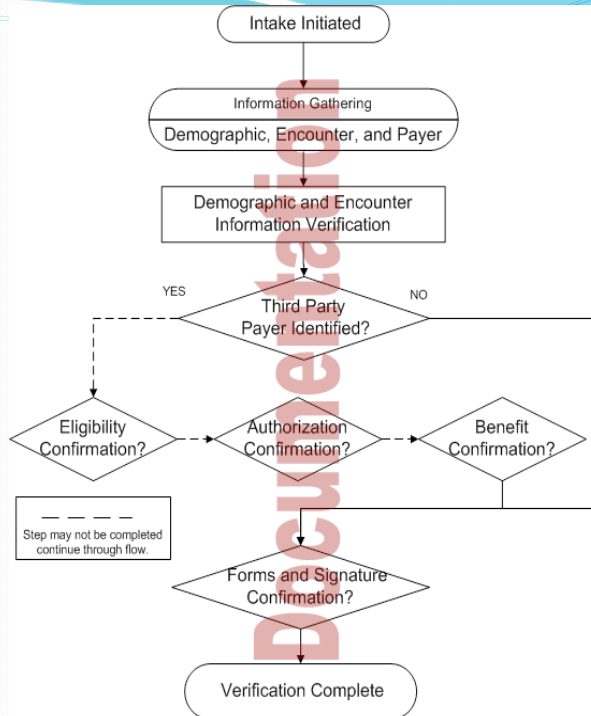 Intake Initiated
Information Gathering
Demographic, Encounter, and Payer
Demographic and Encounter
Information Verification
YES
NO
Third Party
Payer Identified?
Eligibility
Confirmation?
Authorization
Confirmation?
Benefit
Confirmation?
Step may not be completed
continue through flow.
Forms and Signature
Confirmation?
Verification Complete
Documentation